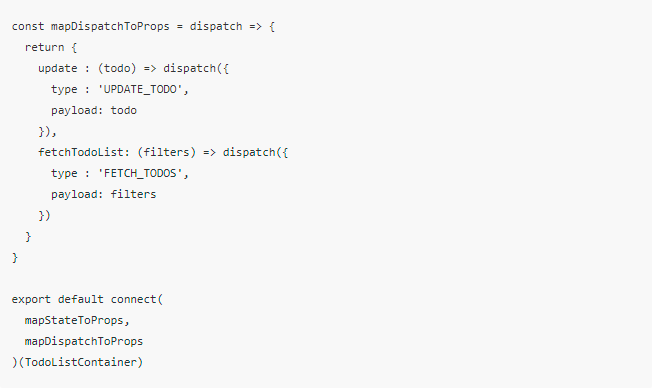 const mapDispatchToProps = dispatch => {
  return {
    update : (todo) => dispatch({
      type : 'UPDATE_TODO',
      payload: todo
    }),
    fetchTodoList: (filters) => dispatch({
      type : 'FETCH_TODOS',
      payload: filters
    })
  }
}

export default connect(
  mapStateToProps,
  mapDispatchToProps
)(TodoListContainer)